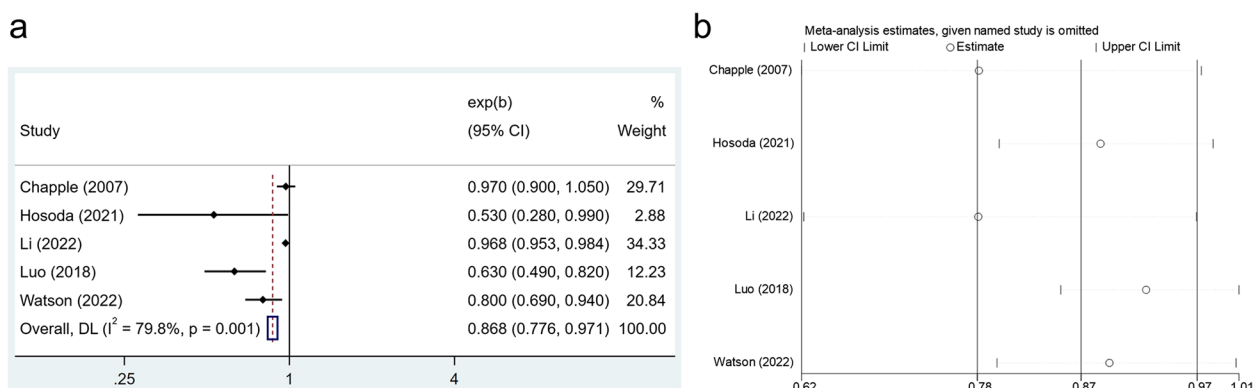 a
exp(b) %
Study (95% CI) Weight
Chapple (2007) 0.970 (0.900, 1.050) 29.71
Hosoda (2021) 0.530 (0.280, 0.990) 2.88
Li (2022) 0.968 (0.953, 0.984) 34.33
Luo (2018) 0.630 (0.490, 0.820) 12.23
Watson (2022) 0.800 (0.690, 0.940) 20.84
Overall, DL (I² = 79.8%, p = 0.001) 0.868 (0.776, 0.971) 100.00
.25 1 4
b
Meta-analysis estimates, given named study is omitted
Lower CI Limit Estimate Upper CI Limit
Chapple (2007)
Hosoda (2021)
Li (2022)
Luo (2018)
Watson (2022)
0.62 0.78 0.87 0.97 1.01